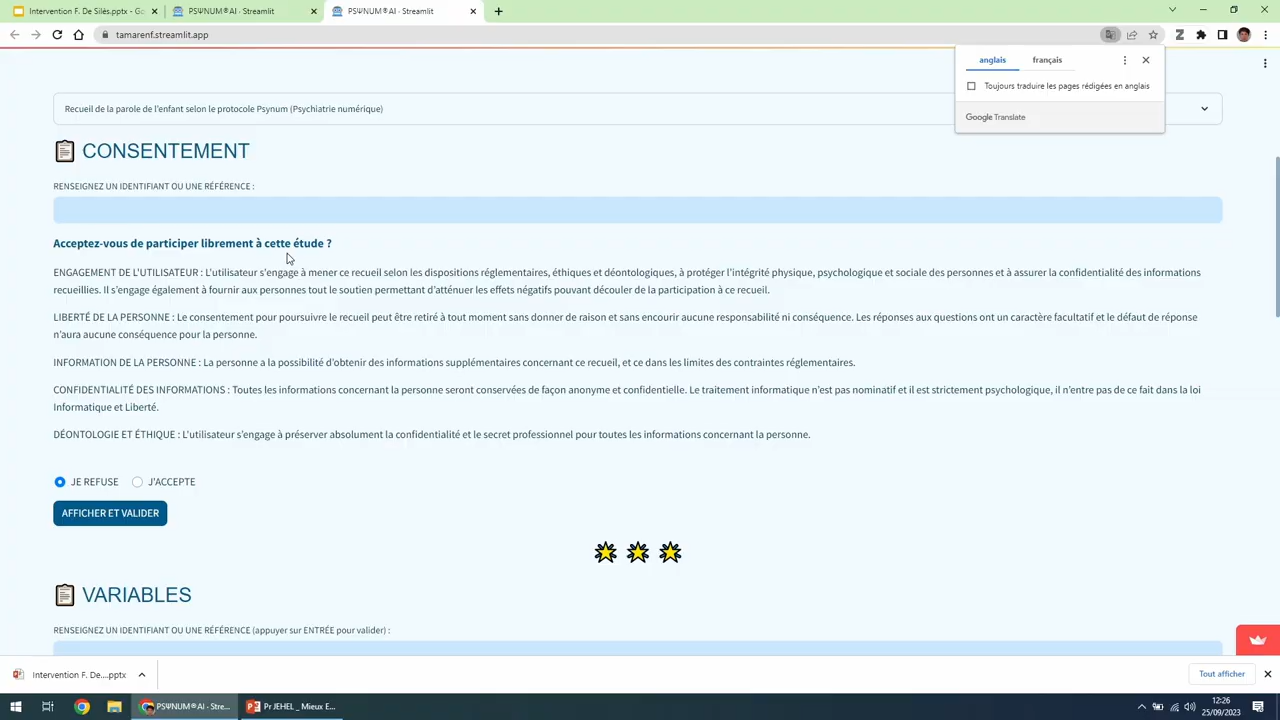 Intervention F. De Silés.pptx - Go
PSYNUM®AI - Streamlit
PSYNUM®AI - Streamlit
tamarenf.streamlit.app
anglais français
Toujours traduire les pages rédigées en anglais
Google Translate
Recueil de la parole de l'enfant selon le protocole Psynum (Psychiatrie numérique)
CONSENTEMENT
RENSEIGNEZ UN IDENTIFIANT OU UNE RÉFÉRENCE :
Acceptez-vous de participer librement à cette étude ?
ENGAGEMENT DE L'UTILISATEUR : L'utilisateur s'engage à mener ce recueil selon les dispositions réglementaires, éthiques et déontologiques, à protéger l'intégrité physique, psychologique et sociale des personnes et à assurer la confidentialité des informations
recueillies. Il s'engage également à fournir aux personnes tout le soutien permettant d'atténuer les effets négatifs pouvant découler de la participation à ce recueil.
LIBERTÉ DE LA PERSONNE : Le consentement pour poursuivre le recueil peut être retiré à tout moment sans donner de raison et sans encourir aucune responsabilité ni conséquence. Les réponses aux questions ont un caractère facultatif et le défaut de réponse
n'aura aucune conséquence pour la personne.
INFORMATION DE LA PERSONNE : La personne a la possibilité d'obtenir des informations supplémentaires concernant ce recueil, et ce dans les limites des contraintes réglementaires.
CONFIDENTIALITÉ DES INFORMATIONS : Toutes les informations concernant la personne seront conservées de façon anonyme et confidentielle. Le traitement informatique n'est pas nominatif et il est strictement psychologique, il n'entre pas de ce fait dans la loi
Informatique et Liberté.
DÉONTOLOGIE ET ÉTHIQUE : L'utilisateur s'engage à préserver absolument la confidentialité et le secret professionnel pour toutes les informations concernant la personne.
JE REFUSE J'ACCEPTE
AFFICHER ET VALIDER
VARIABLES
RENSEIGNEZ UN IDENTIFIANT OU UNE RÉFÉRENCE (appuyer sur ENTRÉE pour valider) :
Intervention F. De....pptx
Tout afficher
PSYNUM®AI - Stre...
Pr JEHEL _ Mieux E...
12:26
25/09/2023